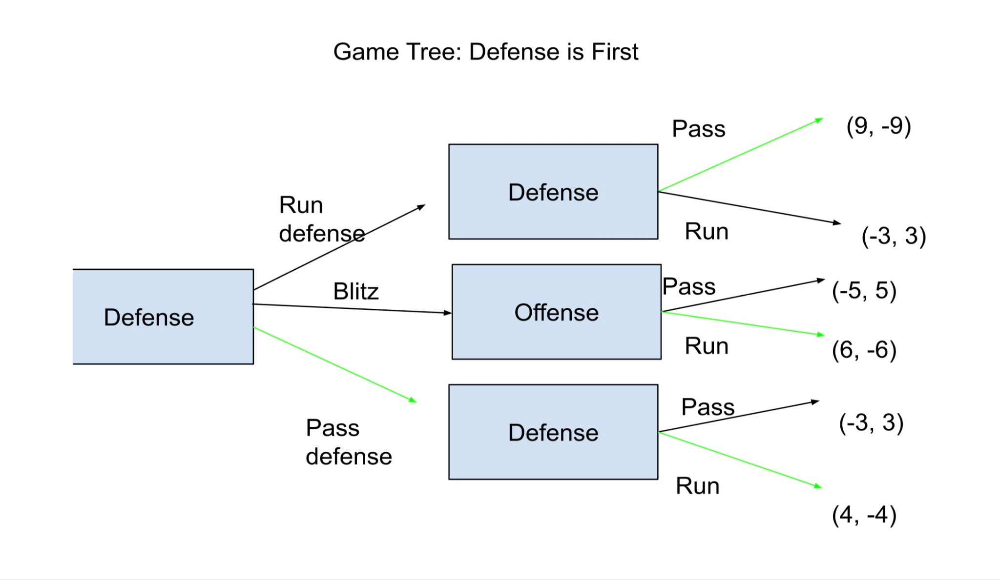 Game Tree: Defense is First
Pass
(9, -9)
Defense
Run
defense
Run
(-3, 3)
Blitz
Pass
(-5, 5)
Defense
Offense
Run
(6, -6)
Pass
(-3, 3)
Pass
defense
Defense
Run
(4, -4)